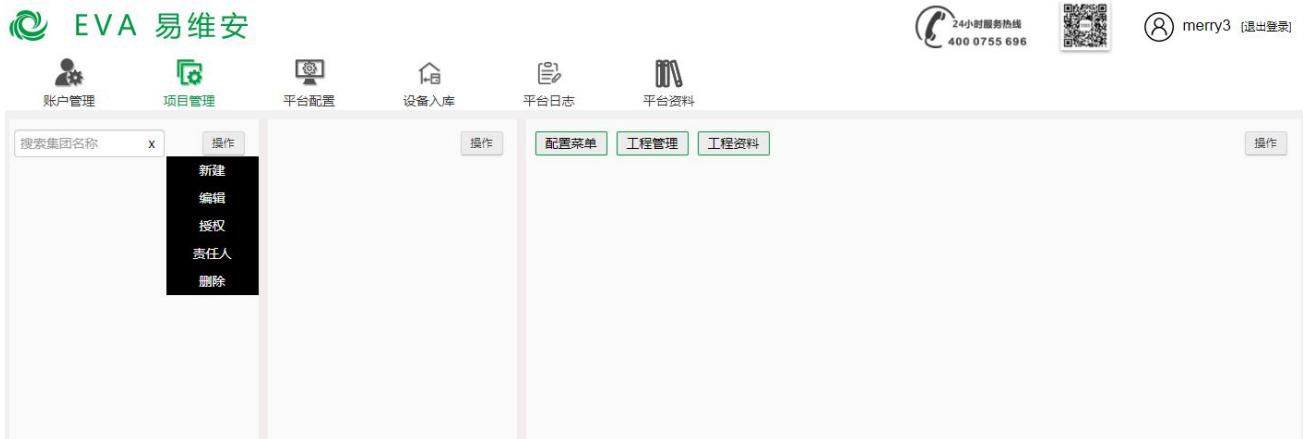 EVA 易维安
24小时服务热线
400 0755 696
merry3 [退出登录]
账户管理 项目管理 平台配置 设备入库 平台日志 平台资料
搜索集团名称 x 操作 操作 配置菜单 工程管理 工程资料 操作
新建
编辑
授权
责任人
删除